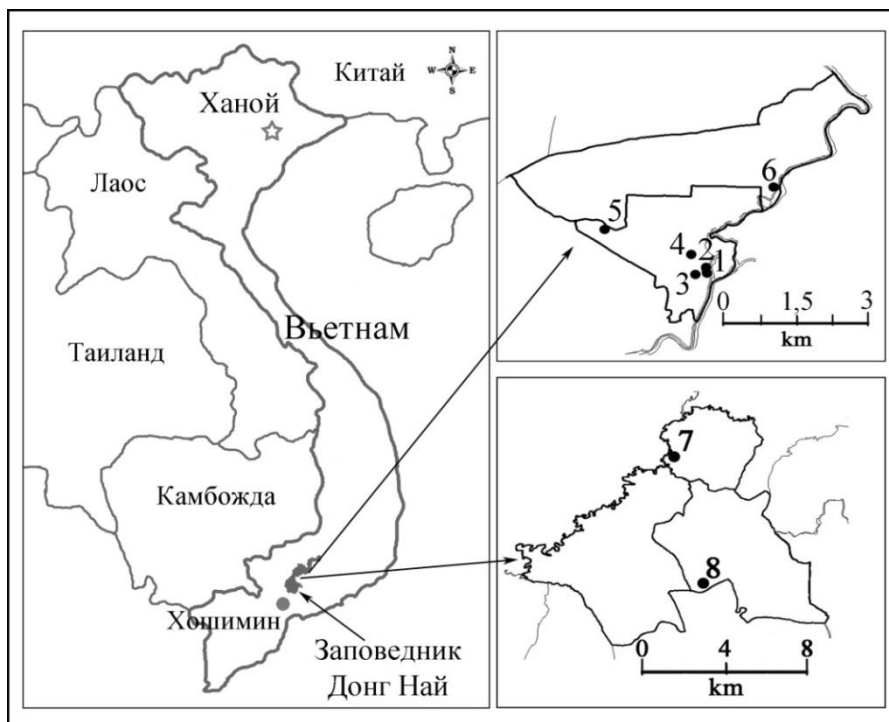 Китай
N
W E
S
Ханой
Лаос
Вьетнам
Таиланд
Камбожда
Хошимин
Заповедник
Донг Най
6
5
4 2
1
3
0 1,5 3
km
7
8
0 4 8
km